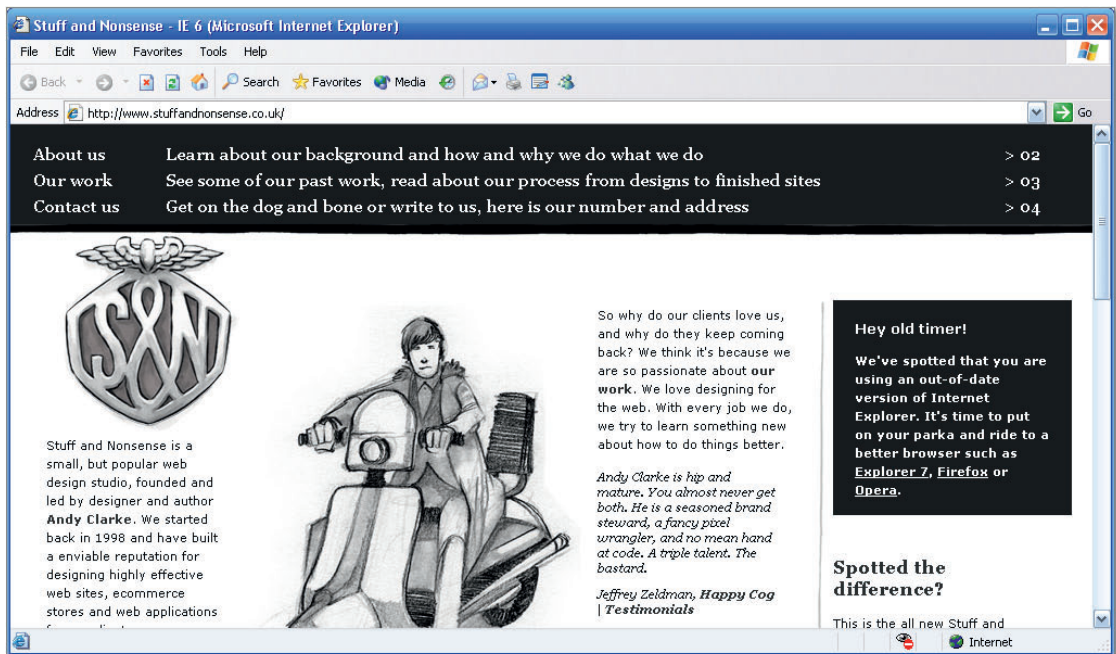 Stuff and Nonsense - IE 6 (Microsoft Internet Explorer)
File Edit View Favorites Tools Help
Back Search Favorites Media
Address http://www.stuffandnonsense.co.uk/ Go
About us Learn about our background and how and why we do what we do > 02
Our work See some of our past work, read about our process from designs to finished sites > 03
Contact us Get on the dog and bone or write to us, here is our number and address > 04
S&N
Stuff and Nonsense is a
small, but popular web
design studio, founded and
led by designer and author
Andy Clarke. We started
back in 1998 and have built
a enviable reputation for
designing highly effective
web sites, ecommerce
stores and web applications
So why do our clients love us,
and why do they keep coming
back? We think it's because we
are so passionate about our
work. We love designing for
the web. With every job we do,
we try to learn something new
about how to do things better.
Andy Clarke is hip and
mature. You almost never get
both. He is a seasoned brand
steward, a fancy pixel
wrangler, and no mean hand
at code. A triple talent. The
bastard.
Jeffrey Zeldman, Happy Cog
| Testimonials
Hey old timer!
We've spotted that you are
using an out-of-date
version of Internet
Explorer. It's time to put
on your parka and ride to a
better browser such as
Explorer 7, Firefox or
Opera.
Spotted the
difference?
This is the all new Stuff and
Internet